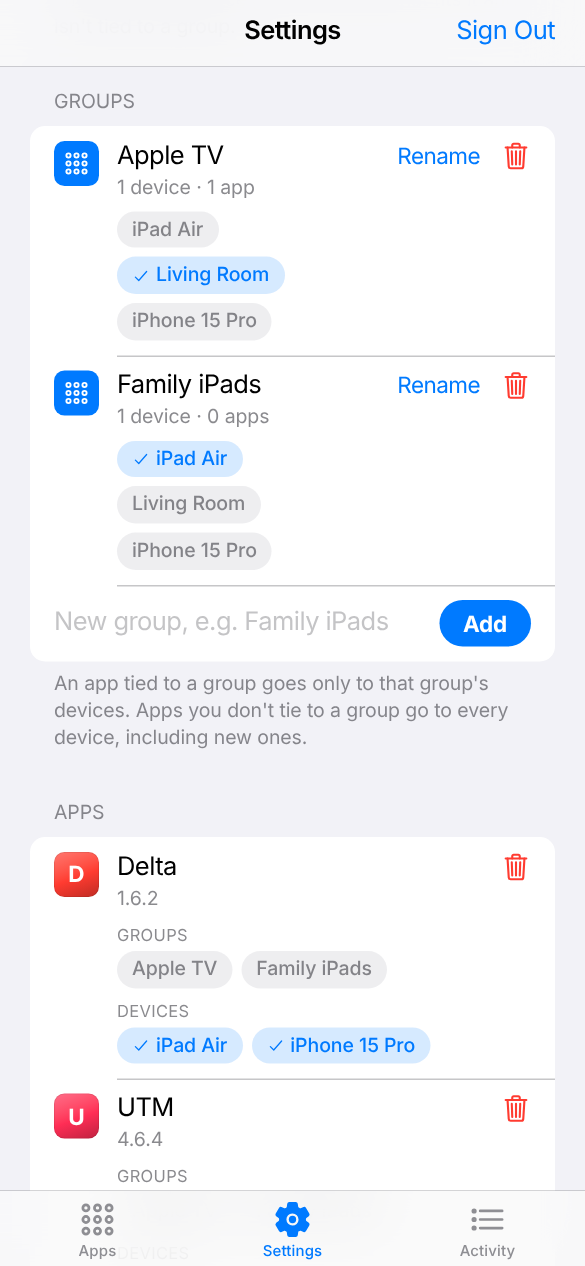 Settings
Sign Out
GROUPS
Apple TV
Rename
1 device · 1 app
iPad Air
✓ Living Room
iPhone 15 Pro
Family iPads
Rename
1 device · 0 apps
✓ iPad Air
Living Room
iPhone 15 Pro
New group, e.g. Family iPads
Add
An app tied to a group goes only to that group's
devices. Apps you don't tie to a group go to every
device, including new ones.
APPS
D
Delta
1.6.2
GROUPS
Apple TV
Family iPads
DEVICES
✓ iPad Air
✓ iPhone 15 Pro
U
UTM
4.6.4
GROUPS
DEVICES
Apps
Settings
Activity